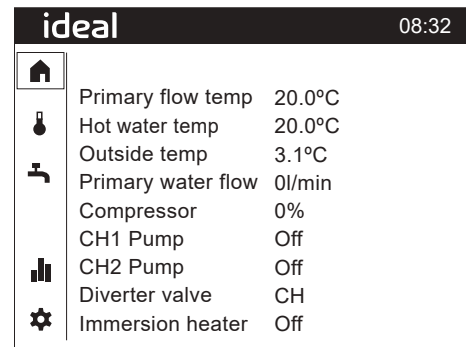 ideal 08:32
Primary flow temp 20.0ºC
Hot water temp 20.0ºC
Outside temp 3.1ºC
Primary water flow 0l/min
Compressor 0%
CH1 Pump Off
CH2 Pump Off
Diverter valve CH
Immersion heater Off